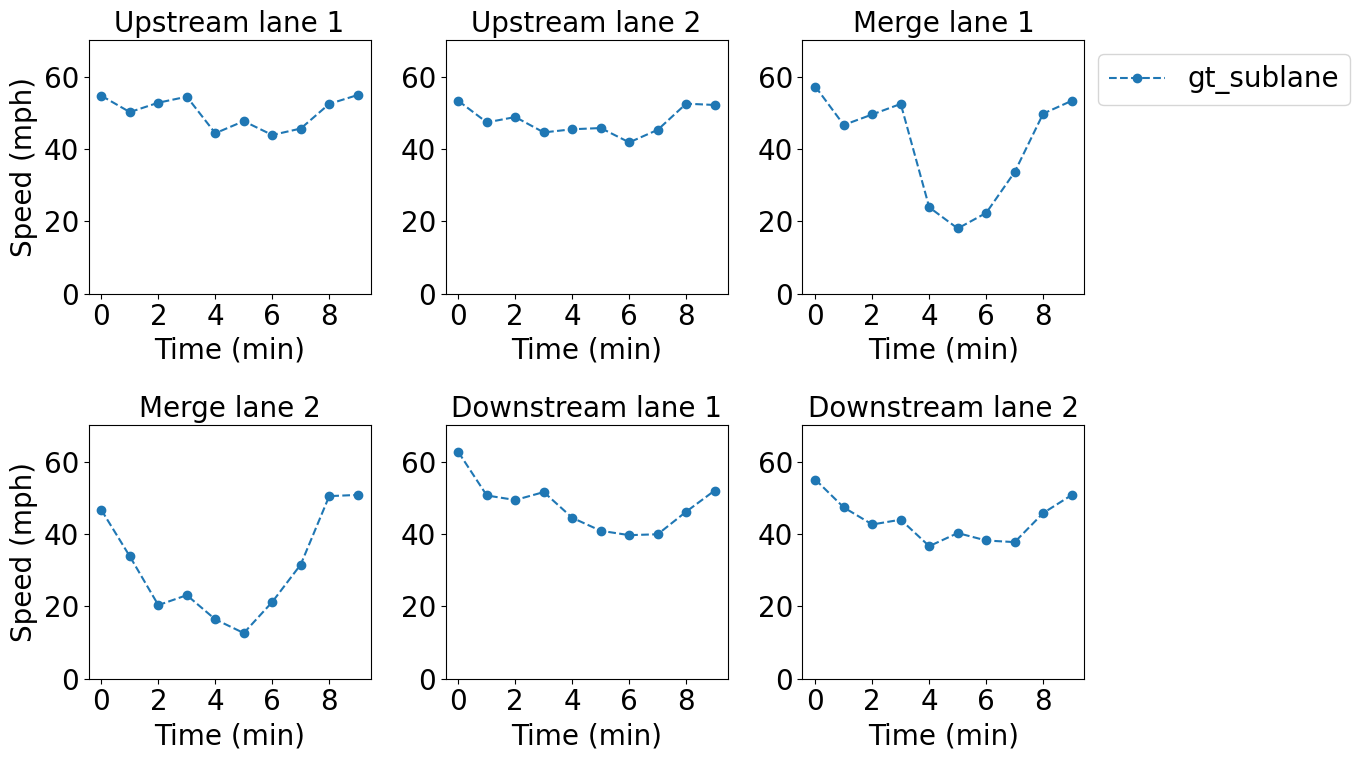 Upstream lane 1
Upstream lane 2
Merge lane 1
gt_sublane
Speed (mph)
60
40
20
0
0 2 4 6 8
Time (min)
60
40
20
0
0 2 4 6 8
Time (min)
60
40
20
0
0 2 4 6 8
Time (min)
Merge lane 2
Downstream lane 1
Downstream lane 2
Speed (mph)
60
40
20
0
0 2 4 6 8
Time (min)
60
40
20
0
0 2 4 6 8
Time (min)
60
40
20
0
0 2 4 6 8
Time (min)